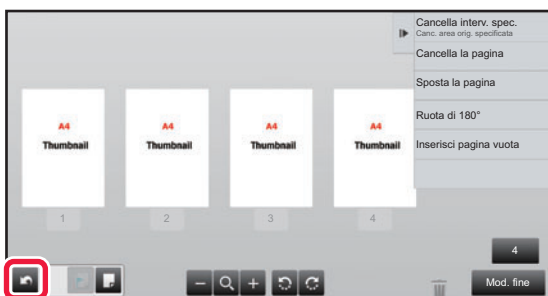 Cancella interv. spec.
Canc. area orig. specificata
Cancella la pagina
Sposta la pagina
Ruota di 180°
Inserisci pagina vuota
A4
Thumbnail
A4
Thumbnail
A4
Thumbnail
A4
Thumbnail
1
2
3
4
4
Mod. fine